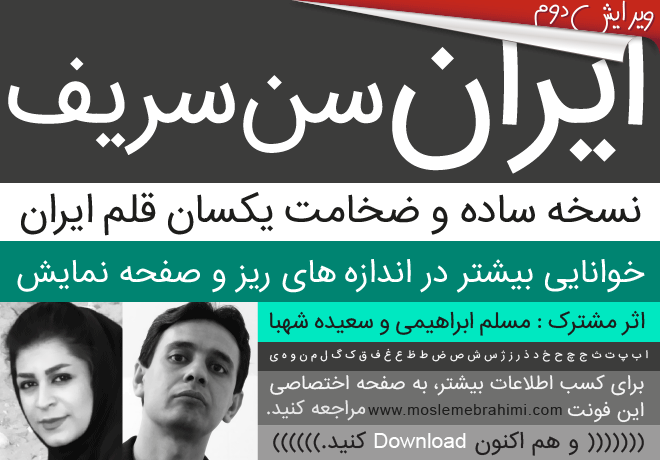 ویرایش دوم
ایران سن سریف
نسخه ساده و ضخامت یکسان قلم ایران
خوانایی بیشتر در اندازه های ریز و صفحه نمایش
اثر مشترک : مسلم ابراهیمی و سعیده شهبا
ا ب پ ت ث ج چ ح خ د ذ ر ز ژ س ش ص ض ط ظ ع غ ف ق ک گ ل م ن و ه ی
برای کسب اطلاعات بیشتر، به صفحه اختصاصی
این فونت www.moslemebrahimi.com مراجعه کنید.
((((((( و هم اکنون Download کنید.))))))